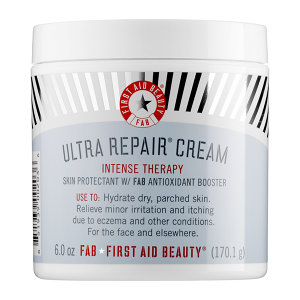 FIRST AID BEAUTY
FAB
ULTRA REPAIR® CREAM
INTENSE THERAPY
SKIN PROTECTANT W/ FAB ANTIOXIDANT BOOSTER
USE TO: Hydrate dry, parched skin.
Relieve minor irritation and itching
due to eczema and other conditions.
For the face and elsewhere.
6.0 oz FAB★FIRST AID BEAUTY® (170.1 g)